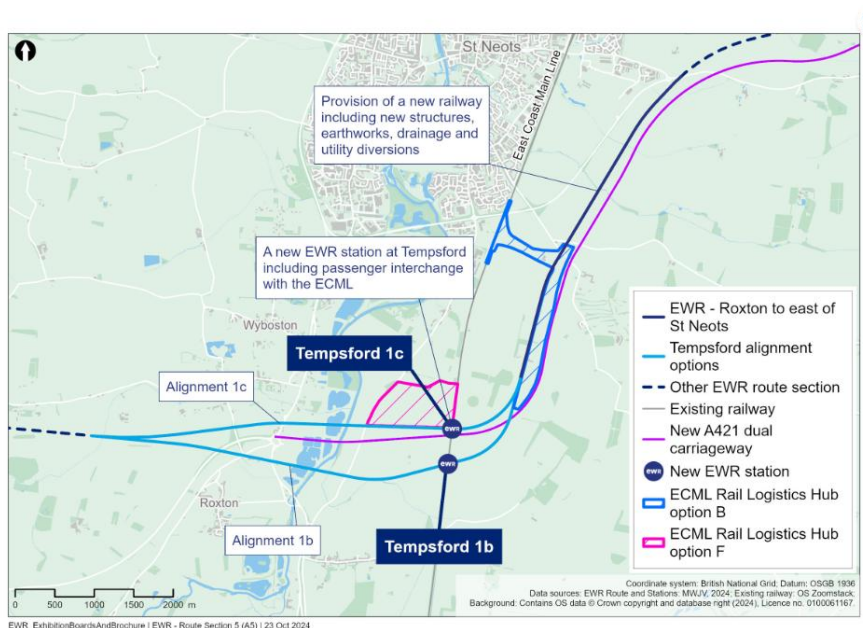 St Neots
East Coast Main Line
Provision of a new railway
including new structures,
earthworks, drainage and
utility diversions
A new EWR station at Tempsford
including passenger interchange
with the ECML
Wyboston
Tempsford 1c
Alignment 1c
EWR
EWR
Roxton
Alignment 1b
Tempsford 1b
EWR - Roxton to east of
St Neots
Tempsford alignment
options
Other EWR route section
Existing railway
New A421 dual
carriageway
EWR
New EWR station
ECML Rail Logistics Hub
option B
ECML Rail Logistics Hub
option F
0 500 1000 1500 2000 m
Coordinate system: British National Grid; Datum: OSGB 1936
Data sources: EWR Route and Stations: MWJV, 2024; Existing railway: OS Zoomstack.
Background: Contains OS data © Crown copyright and database right (2024), Licence no. 0100061167.
EWR_ExhibitionBoardsAndBrochure | EWR - Route Section 5 (A5) | 23 Oct 2024